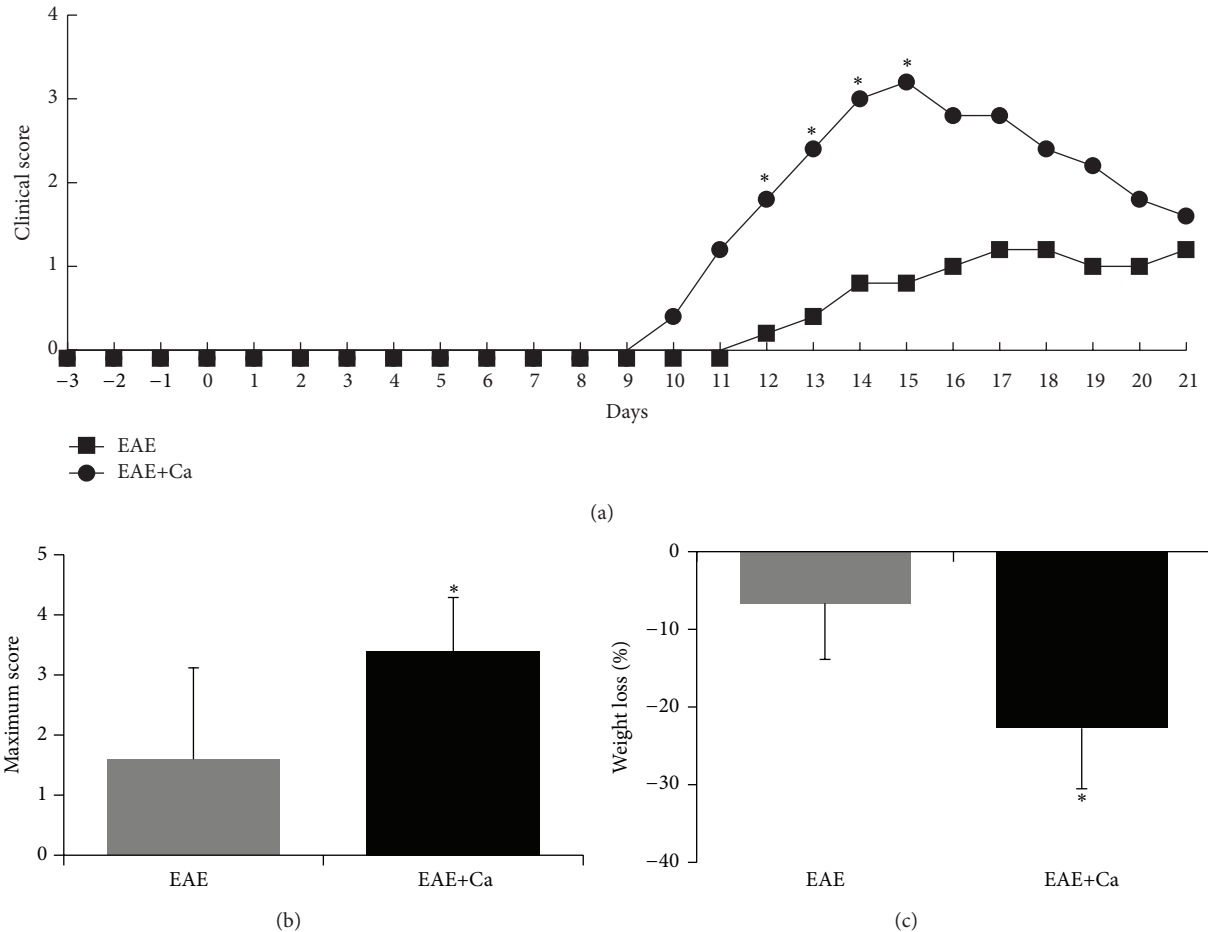 4
3
2
1
0
Clinical score
* * * *
−3 −2 −1 0 1 2 3 4 5 6 7 8 9 10 11 12 13 14 15 16 17 18 19 20 21
Days
EAE
EAE+Ca
(a)
5
4
3
2
1
0
Maximum score
*
EAE EAE+Ca
(b)
0
−10
−20
−30
−40
Weight loss (%)
*
EAE EAE+Ca
(c)